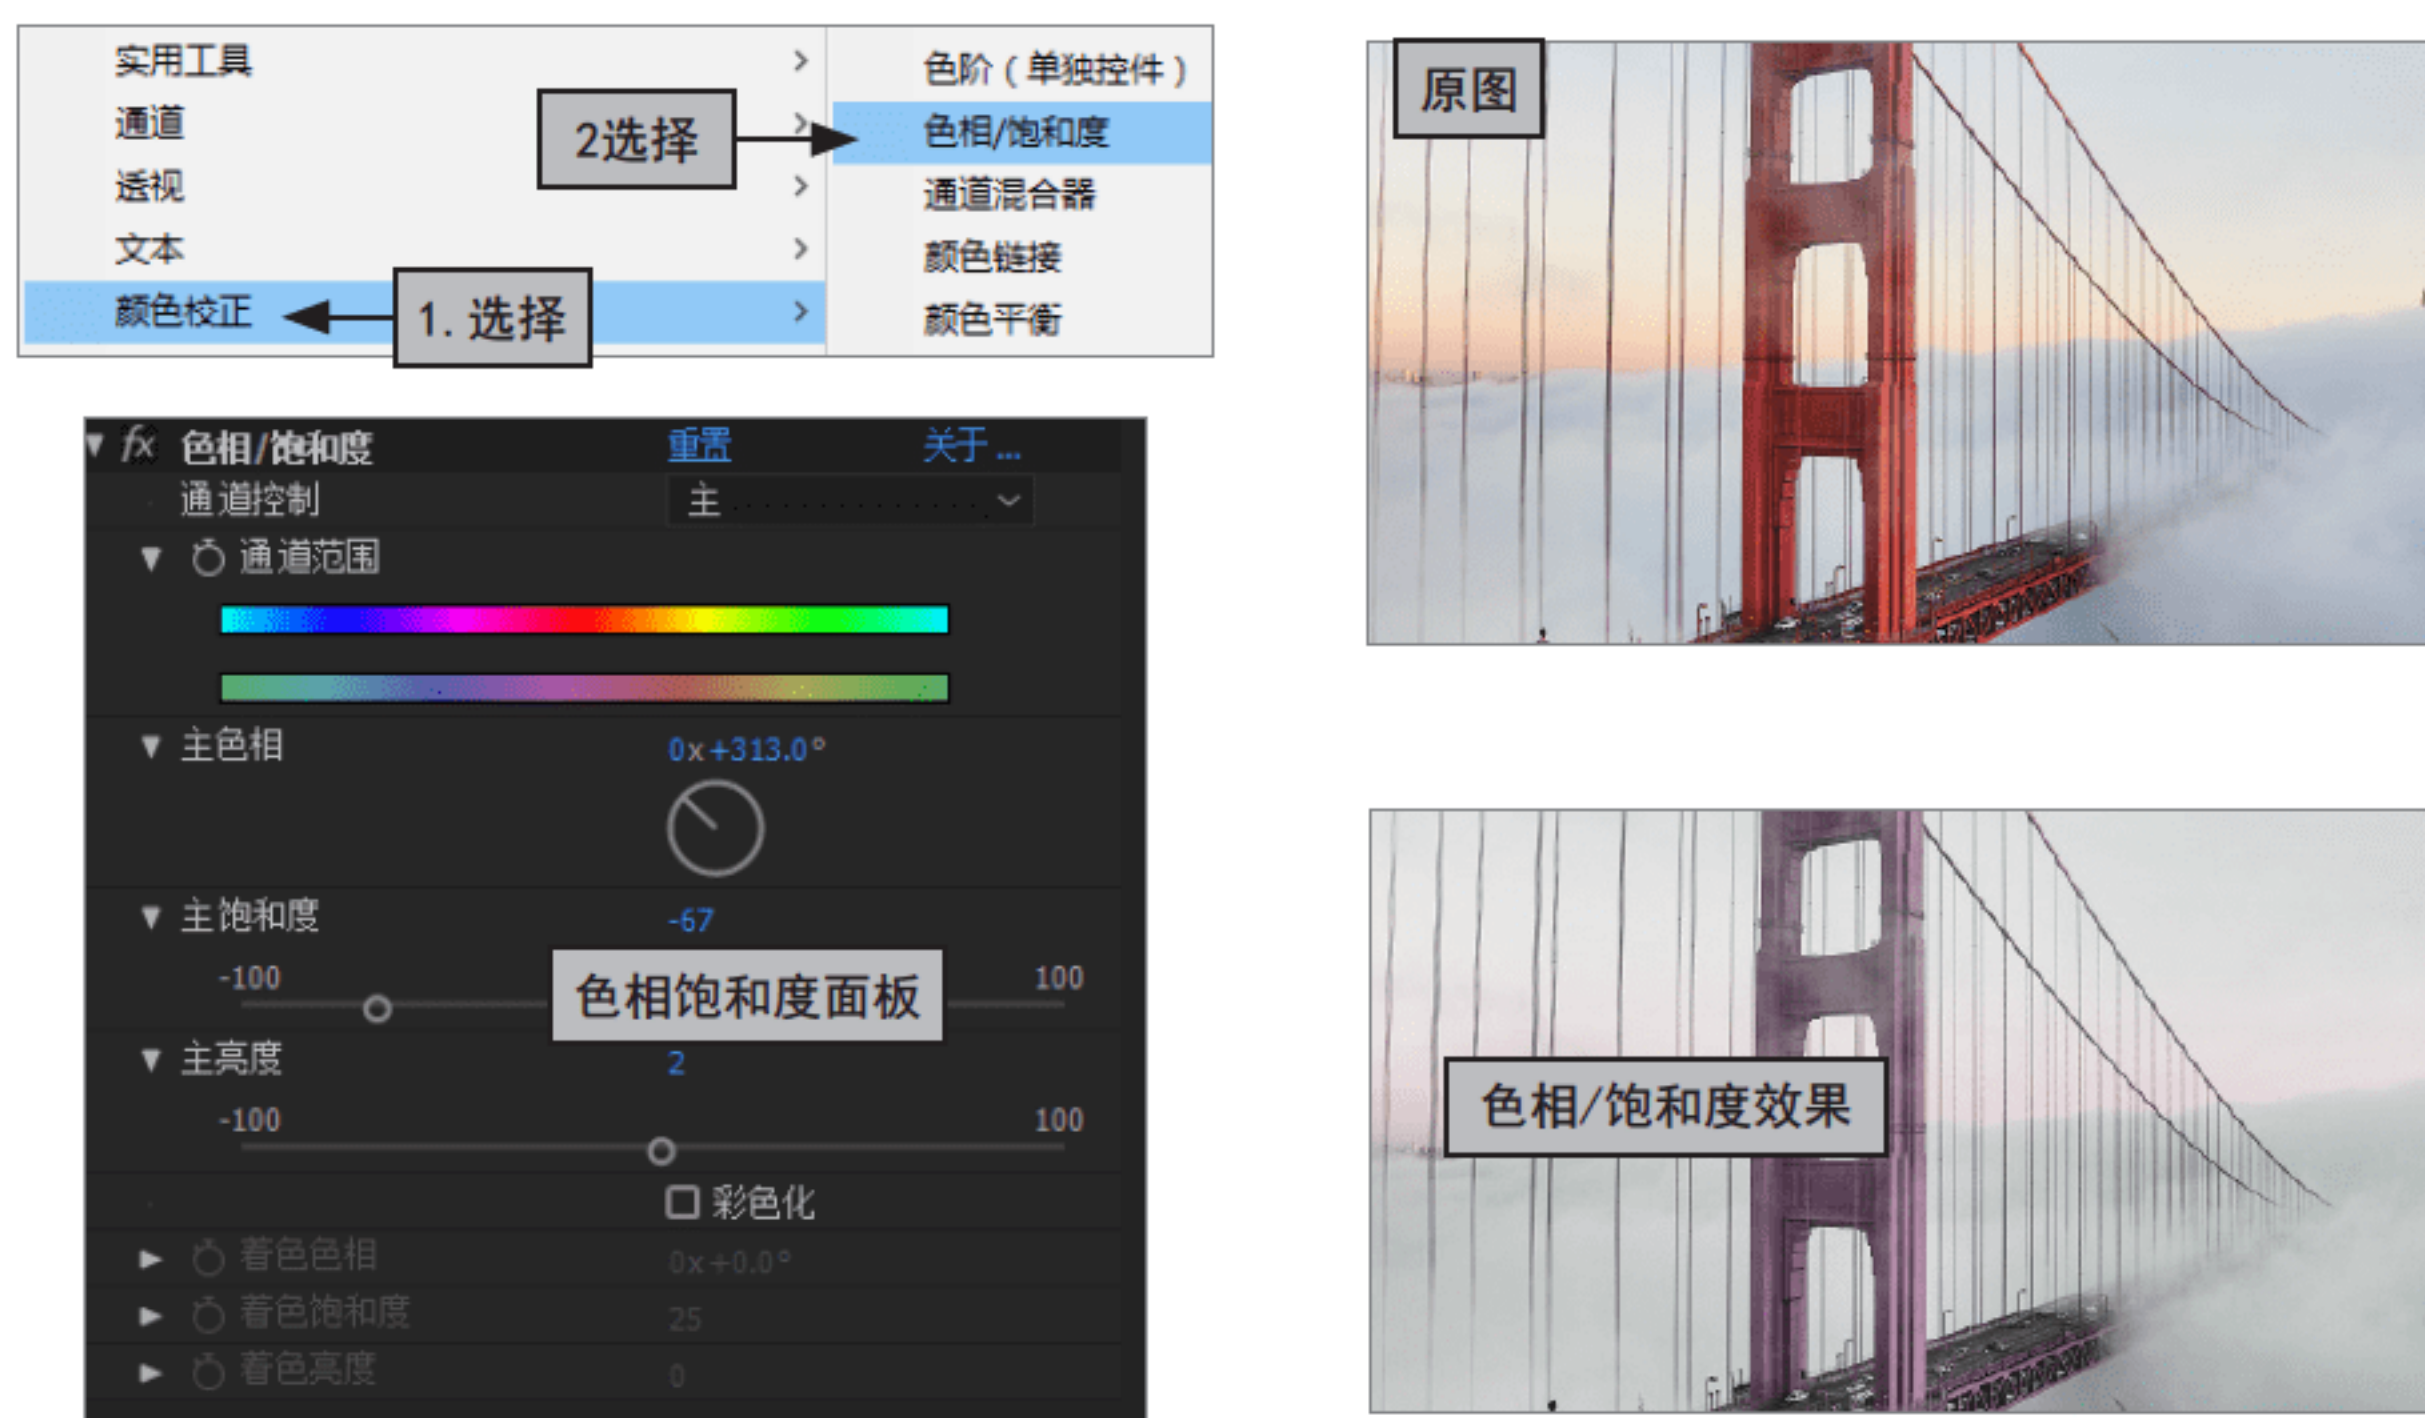 实用工具
通道
透视
文本
颜色校正
1.选择
2选择
色阶（单独控件）
色相/饱和度
通道混合器
颜色链接
颜色平衡
原图
fx 色相/饱和度 重置 关于...
通道控制 主
通道范围
主色相 0x+313.0°
主饱和度 -67
-100 100
色相饱和度面板
主亮度 2
-100 100
彩色化
着色色相 0x+0.0°
着色饱和度 25
着色亮度 0
色相/饱和度效果